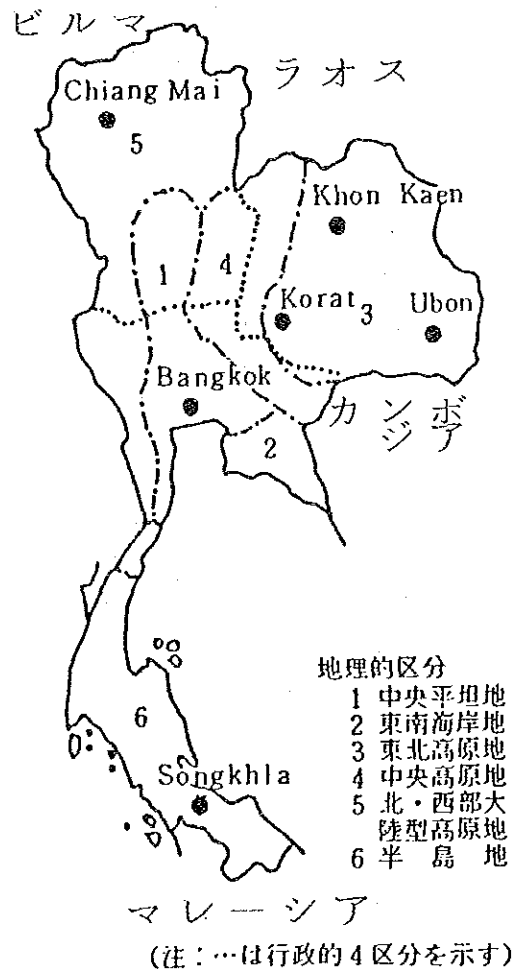 ビルマ
ラオス
Chiang Mai
5
Khon Kaen
1
4
Korat
3
Ubon
Bangkok
カンボ
ジア
2
地理的区分
1 中央平坦地
2 東南海岸地
3 東北高原地
4 中央高原地
5 北・西部大
陸型高原地
6 半島地
6
Songkhla
マレーシア
(注：…は行政的4区分を示す)